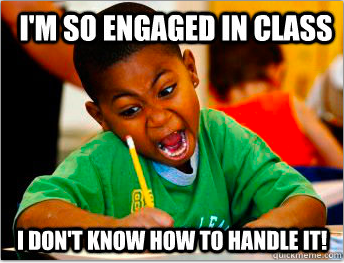 I'M SO ENGAGED IN CLASS
I DON'T KNOW HOW TO HANDLE IT!
quickmeme.com